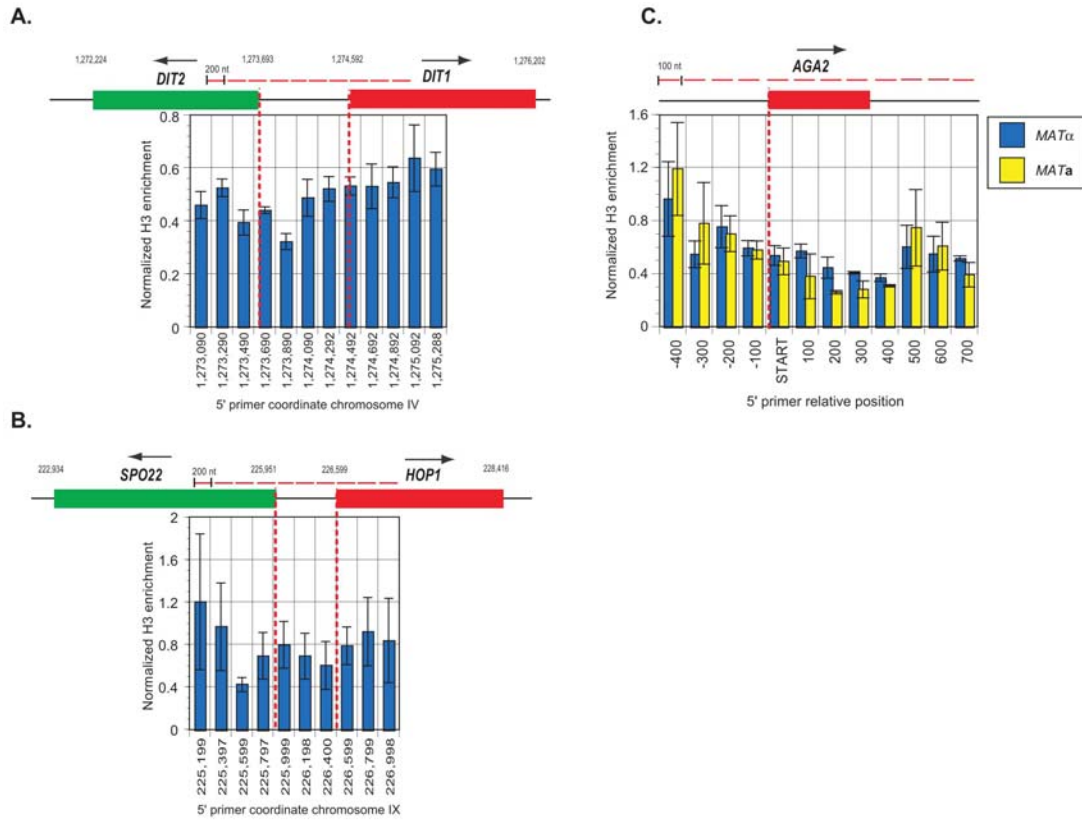 A.
1,272,224 1,273,693 1,274,592 1,276,202
DIT2 200 nt DIT1
0.8
0.6
0.4
0.2
0
Normalized H3 enrichment
1,273,090 1,273,290 1,273,490 1,273,690 1,273,890 1,274,090 1,274,292 1,274,492 1,274,692 1,274,892 1,275,092 1,275,288
5' primer coordinate chromosome IV
C.
100 nt AGA2
1.6
1.2
0.8
0.4
0
Normalized H3 enrichment
-400 -300 -200 -100 START 100 200 300 400 500 600 700
5' primer relative position
MATα
MATa
B.
222,934 225,951 226,599 228,416
SPO22 200 nt HOP1
2
1.6
1.2
0.8
0.4
0
Normalized H3 enrichment
225,199 225,397 225,599 225,797 225,999 226,198 226,400 226,599 226,799 226,998
5' primer coordinate chromosome IX